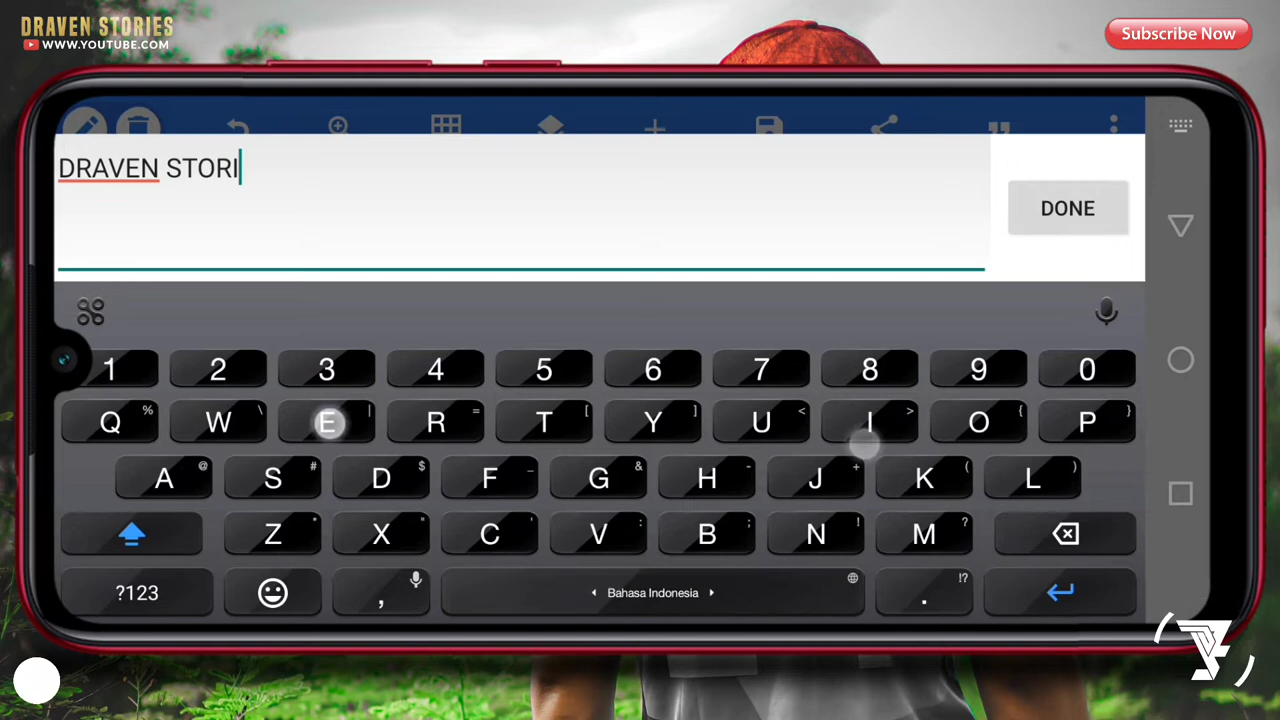 DRAVEN STORIES
WWW.YOUTUBE.COM
Subscribe Now
DRAVEN STORI
DONE
1 2 3 4 5 6 7 8 9 0
Q % W \ E | R = T [ Y ] U < I > O { P }
A @ S # D $ F _ G & H - J + K ( L )
Z * X " C ' V : B ; N ! M ?
?123 , Bahasa Indonesia . !?